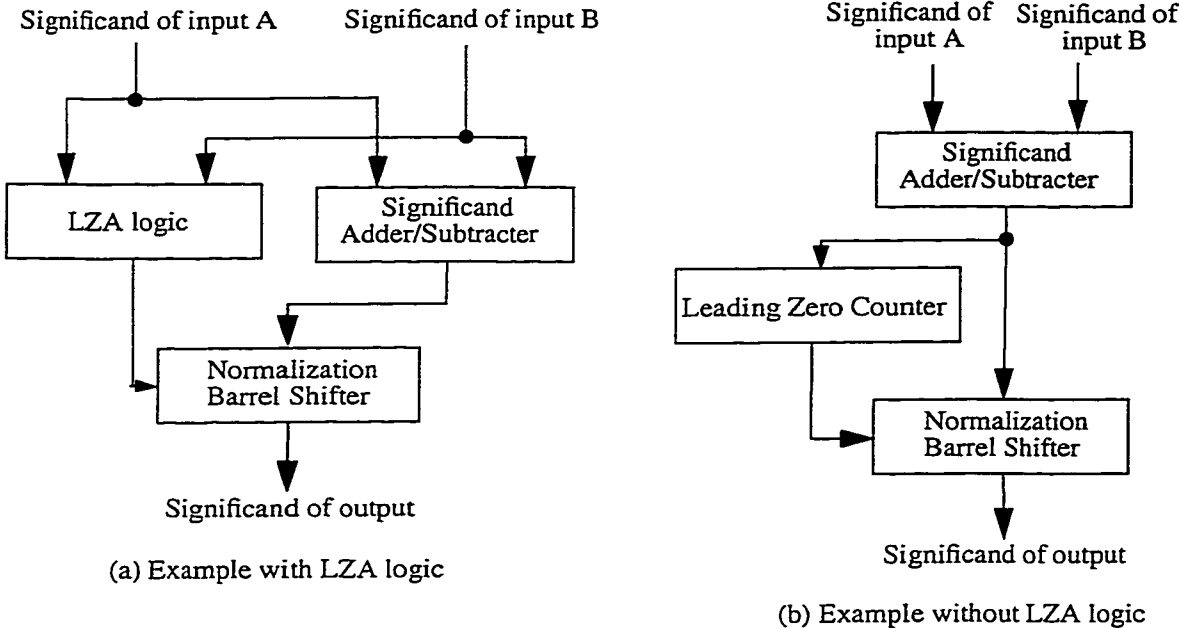 Significand of input A
Significand of input B
LZA logic
Significand
Adder/Subtracter
Normalization
Barrel Shifter
Significand of output
(a) Example with LZA logic
Significand of
input A
Significand of
input B
Significand
Adder/Subtracter
Leading Zero Counter
Normalization
Barrel Shifter
Significand of output
(b) Example without LZA logic